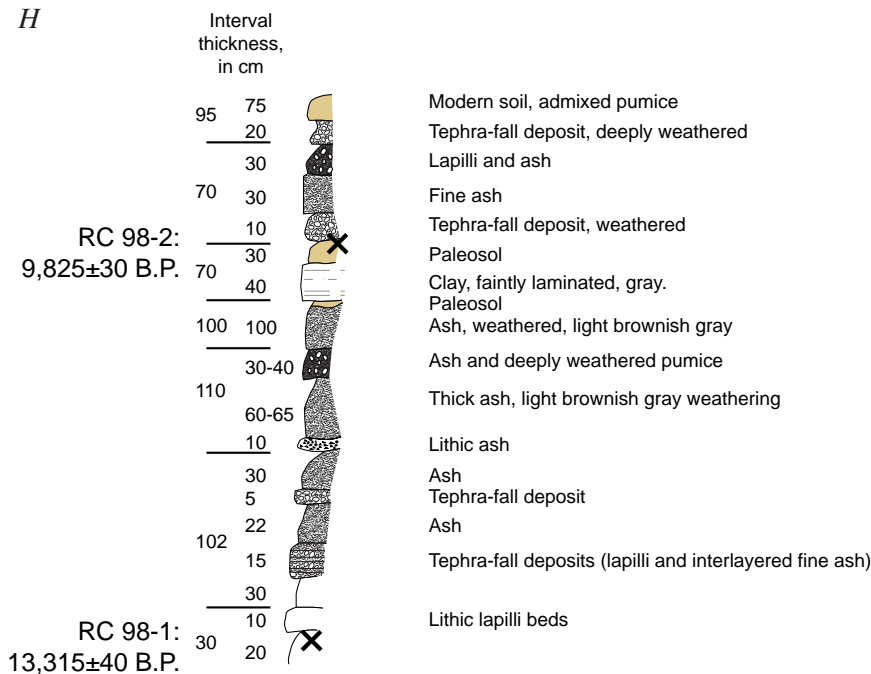 H
Interval
thickness,
in cm
95 75 Modern soil, admixed pumice
20 Tephra-fall deposit, deeply weathered
30 Lapilli and ash
70 30 Fine ash
10 Tephra-fall deposit, weathered
RC 98-2:
9,825±30 B.P.
70 30 Paleosol
40 Clay, faintly laminated, gray.
Paleosol
100 100 Ash, weathered, light brownish gray
110 30-40 Ash and deeply weathered pumice
60-65 Thick ash, light brownish gray weathering
10 Lithic ash
102 30 Ash
5 Tephra-fall deposit
22 Ash
15 Tephra-fall deposits (lapilli and interlayered fine ash)
30
10 Lithic lapilli beds
RC 98-1:
13,315±40 B.P.
30 20